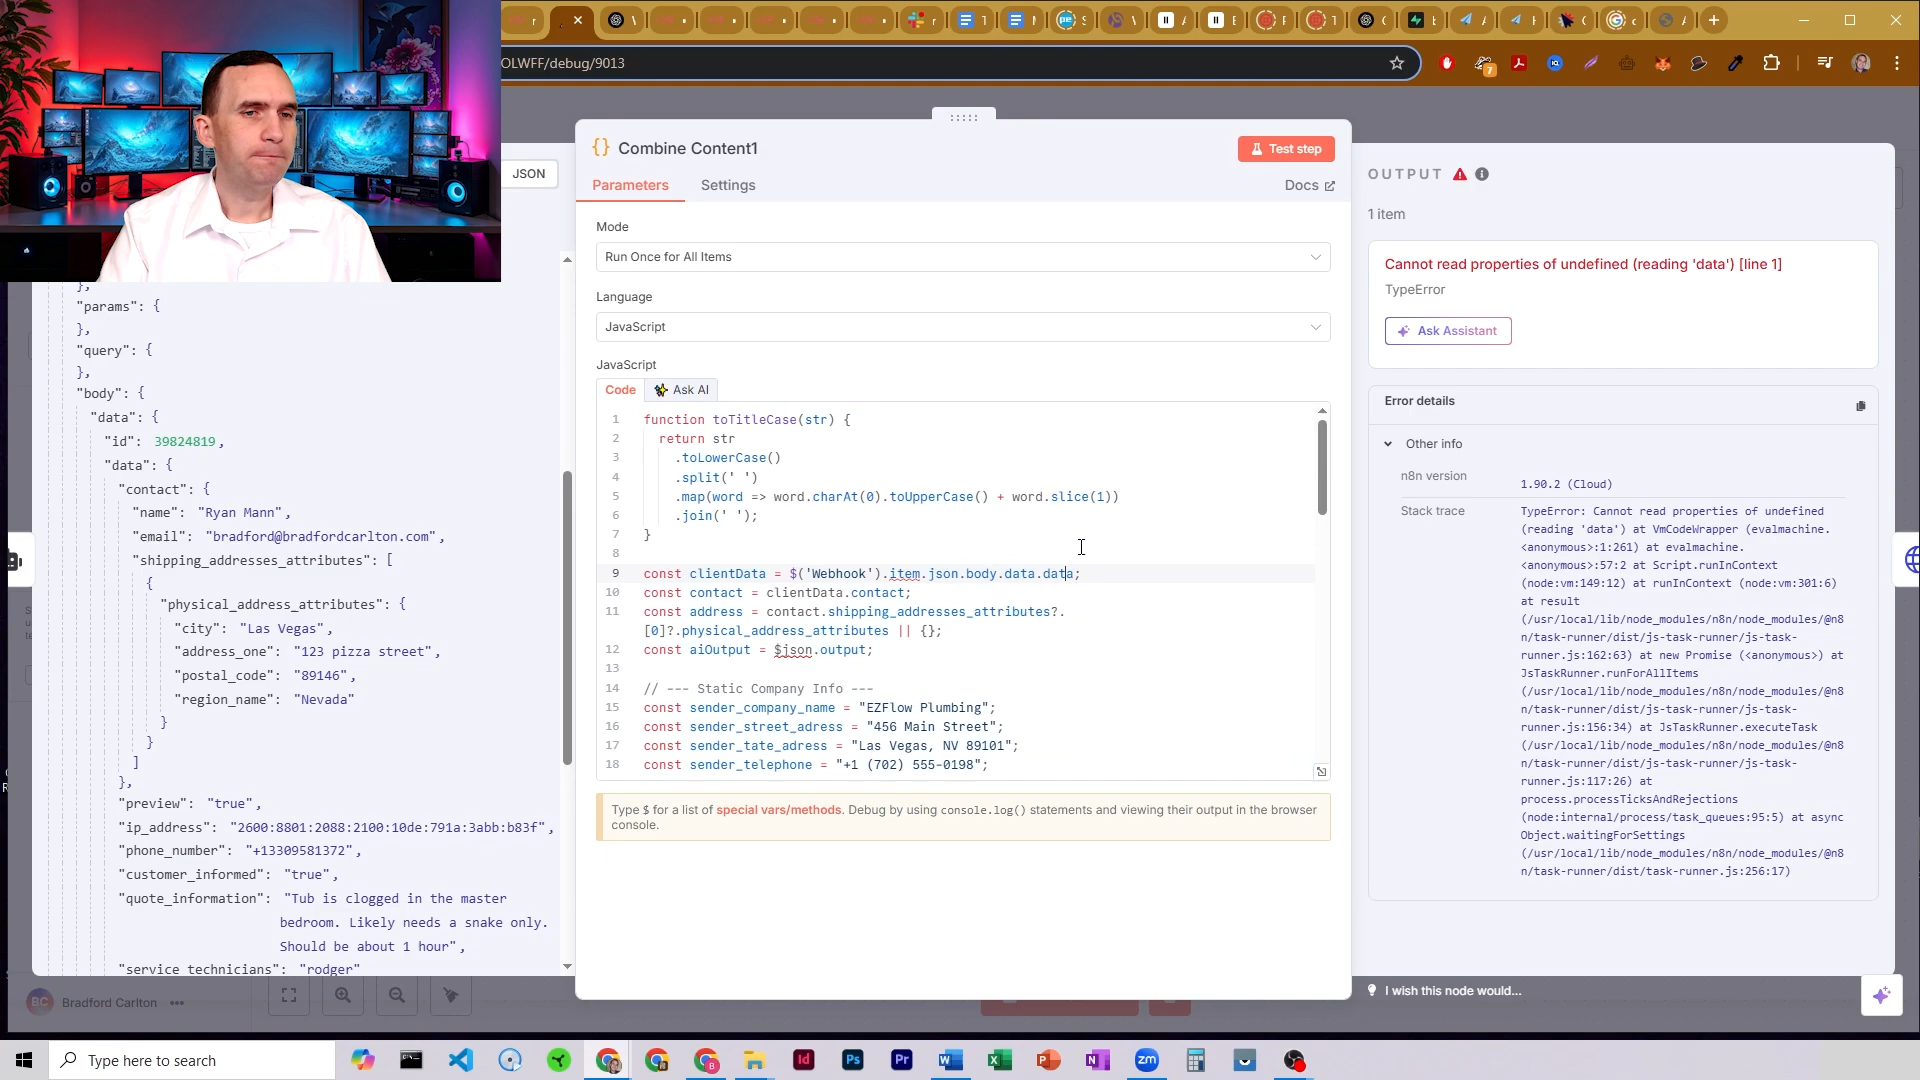 OLWFF/debug/9013
7
JSON
},
"params": {
},
"query": {
},
"body": {
"data": {
"id": 39824819,
"data": {
"contact": {
"name": "Ryan Mann",
"email": "bradford@bradfordcarlton.com",
"shipping_addresses_attributes": [
{
"physical_address_attributes": {
"city": "Las Vegas",
"address_one": "123 pizza street",
"postal_code": "89146",
"region_name": "Nevada"
}
}
]
},
"preview": "true",
"ip_address": "2600:8801:2088:2100:10de:791a:3abb:b83f",
"phone_number": "+13309581372",
"customer_informed": "true",
"quote_information": "Tub is clogged in the master
bedroom. Likely needs a snake only.
Should be about 1 hour",
"service_technicians": "rodger"
BC Bradford Carlton
{} Combine Content1
Test step
Parameters Settings Docs
Mode
Run Once for All Items
Language
JavaScript
JavaScript
Code Ask AI
1 function toTitleCase(str) {
2 return str
3 .toLowerCase()
4 .split(' ')
5 .map(word => word.charAt(0).toUpperCase() + word.slice(1))
6 .join(' ');
7 }
8
9 const clientData = $('Webhook').item.json.body.data.data;
10 const contact = clientData.contact;
11 const address = contact.shipping_addresses_attributes?.
[0]?.physical_address_attributes || {};
12 const aiOutput = $json.output;
13
14 // --- Static Company Info ---
15 const sender_company_name = "EZFlow Plumbing";
16 const sender_street_adress = "456 Main Street";
17 const sender_tate_adress = "Las Vegas, NV 89101";
18 const sender_telephone = "+1 (702) 555-0198";
Type $ for a list of special vars/methods. Debug by using console.log() statements and viewing their output in the browser
console.
OUTPUT
1 item
Cannot read properties of undefined (reading 'data') [line 1]
TypeError
Ask Assistant
Error details
Other info
n8n version 1.90.2 (Cloud)
Stack trace TypeError: Cannot read properties of undefined
(reading 'data') at VmCodeWrapper (evalmachine.
<anonymous>:1:261) at evalmachine.
<anonymous>:57:2 at Script.runInContext
(node:vm:149:12) at runInContext (node:vm:301:6)
at result
(/usr/local/lib/node_modules/n8n/node_modules/@n8
n/task-runner/dist/js-task-runner/js-task-
runner.js:162:63) at new Promise (<anonymous>) at
JsTaskRunner.runForAllItems
(/usr/local/lib/node_modules/n8n/node_modules/@n8
n/task-runner/dist/js-task-runner/js-task-
runner.js:156:34) at JsTaskRunner.executeTask
(/usr/local/lib/node_modules/n8n/node_modules/@n8
n/task-runner/dist/js-task-runner/js-task-
runner.js:117:26) at
process.processTicksAndRejections
(node:internal/process/task_queues:95:5) at async
Object.waitingForSettings
(/usr/local/lib/node_modules/n8n/node_modules/@n8
n/task-runner/dist/task-runner.js:256:17)
I wish this node would...
Type here to search
Id
Ps
Pr
zm